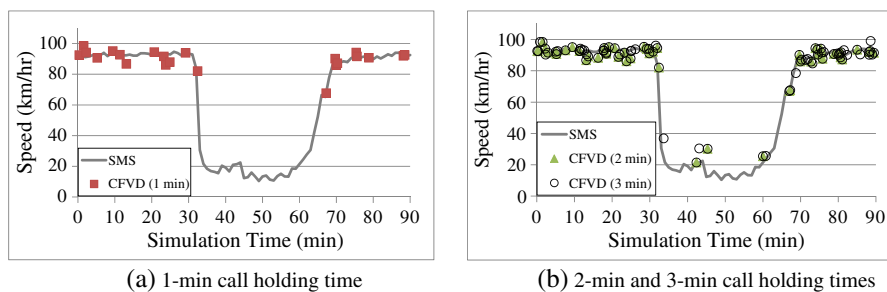 120
100
80
60
40
20
0
Speed (km/hr)
SMS
CFVD (1 min)
0 10 20 30 40 50 60 70 80 90
Simulation Time (min)
(a) 1-min call holding time
120
100
80
60
40
20
0
Speed (km/hr)
SMS
CFVD (2 min)
CFVD (3 min)
0 10 20 30 40 50 60 70 80 90
Simulation Time (min)
(b) 2-min and 3-min call holding times